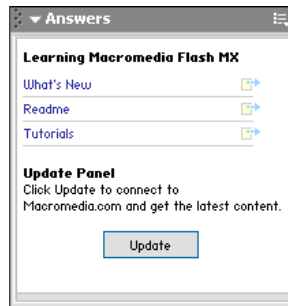 Answers
Learning Macromedia Flash MX
What's New
Readme
Tutorials
Update Panel
Click Update to connect to
Macromedia.com and get the latest content.
Update